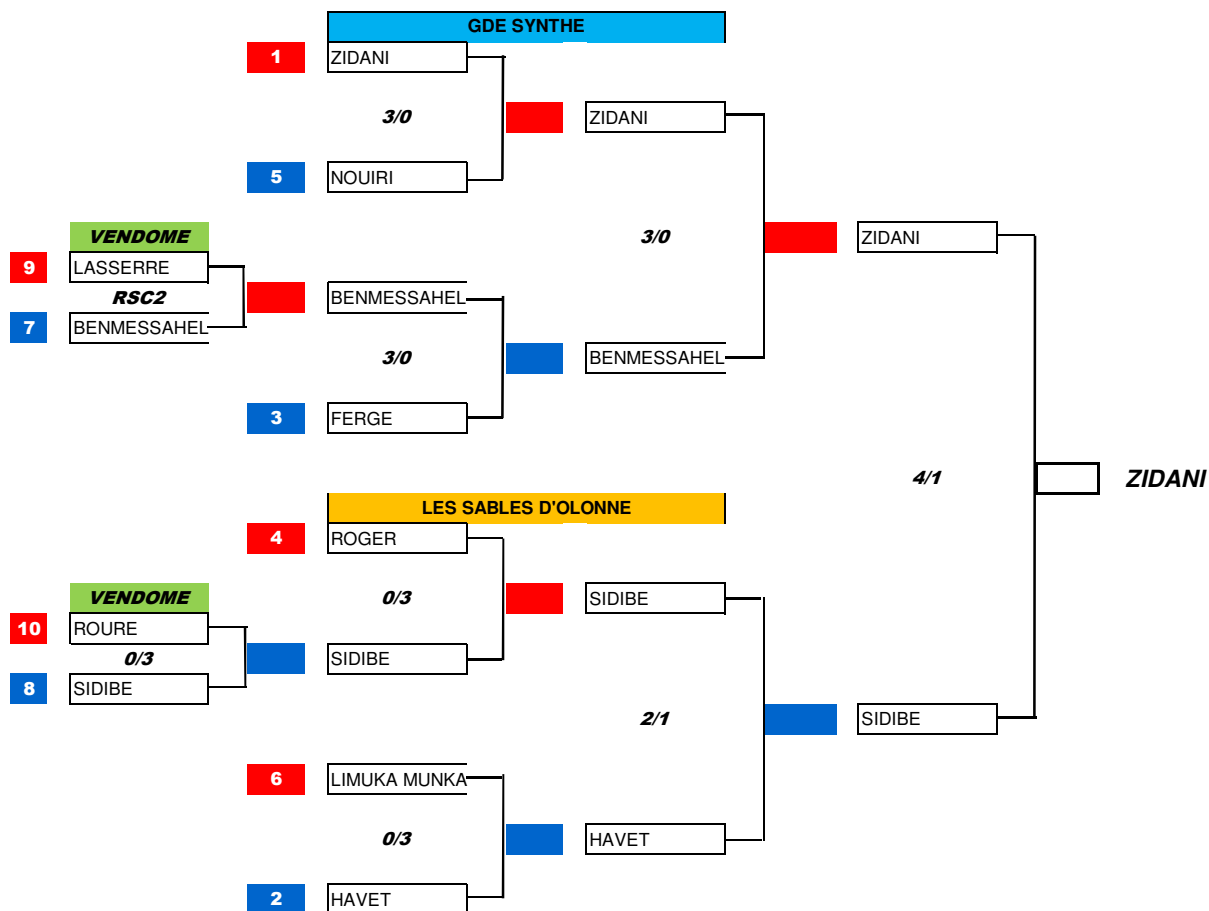 GDE SYNTHE
1 ZIDANI
3/0 ZIDANI
5 NOUIRI
VENDOME 3/0 ZIDANI
9 LASSERRE
RSC2 BENMESSAHEL
7 BENMESSAHEL
3/0 BENMESSAHEL
3 FERGE
4/1 ZIDANI
LES SABLES D'OLONNE
4 ROGER
VENDOME 0/3 SIDIBE
10 ROURE
0/3 SIDIBE
8 SIDIBE
2/1 SIDIBE
6 LIMUKA MUNKA
0/3 HAVET
2 HAVET